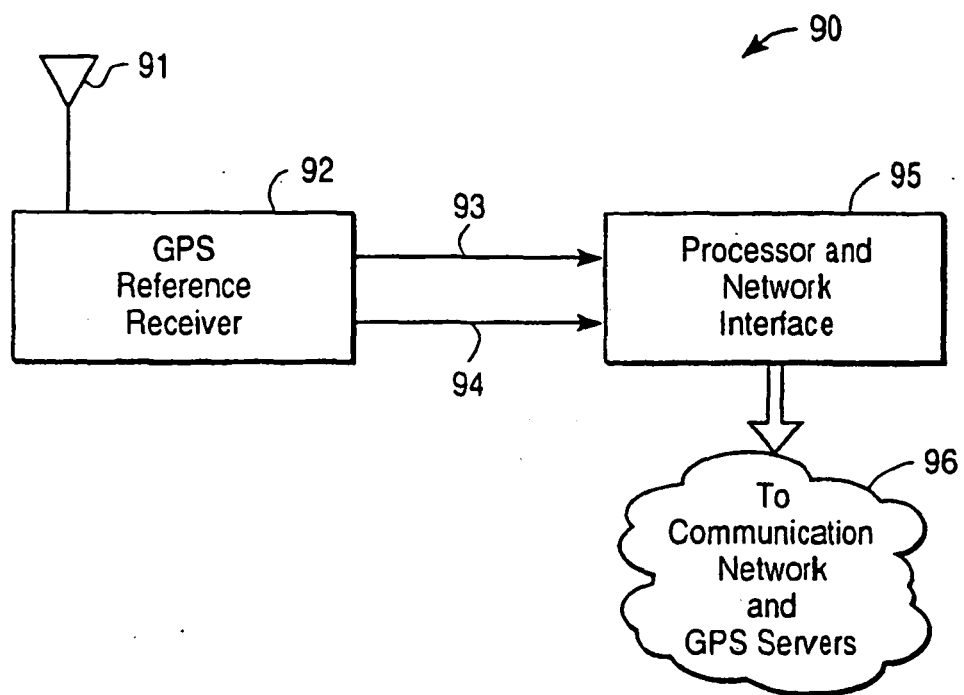 90
91
92
GPS
Reference
Receiver
93
94
95
Processor and
Network
Interface
96
To
Communication
Network
and
GPS Servers